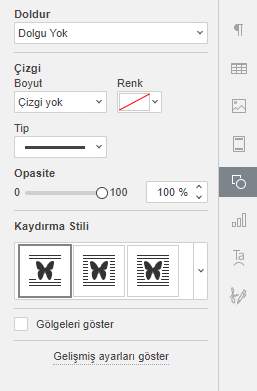 Doldur
Dolgu Yok
Çizgi
Boyut Renk
Çizgi yok
Tip
Opasite
0 100 100 %
Kaydırma Stili
Gölgeleri göster
Gelişmiş ayarları göster
Ta